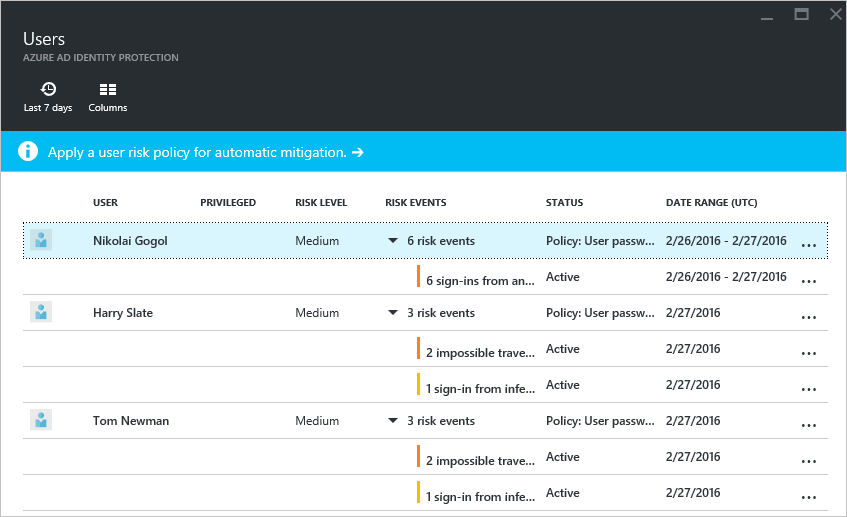 Users
AZURE AD IDENTITY PROTECTION
Last 7 days Columns
Apply a user risk policy for automatic mitigation. →
USER PRIVILEGED RISK LEVEL RISK EVENTS STATUS DATE RANGE (UTC)
Nikolai Gogol Medium 6 risk events Policy: User passw... 2/26/2016 - 2/27/2016 ...
6 sign-ins from an... Active 2/26/2016 - 2/27/2016 ...
Harry Slate Medium 3 risk events Policy: User passw... 2/27/2016 ...
2 impossible trave... Active 2/27/2016 ...
1 sign-in from infe... Active 2/27/2016 ...
Tom Newman Medium 3 risk events Policy: User passw... 2/27/2016 ...
2 impossible trave... Active 2/27/2016 ...
1 sign-in from infe... Active 2/27/2016 ...